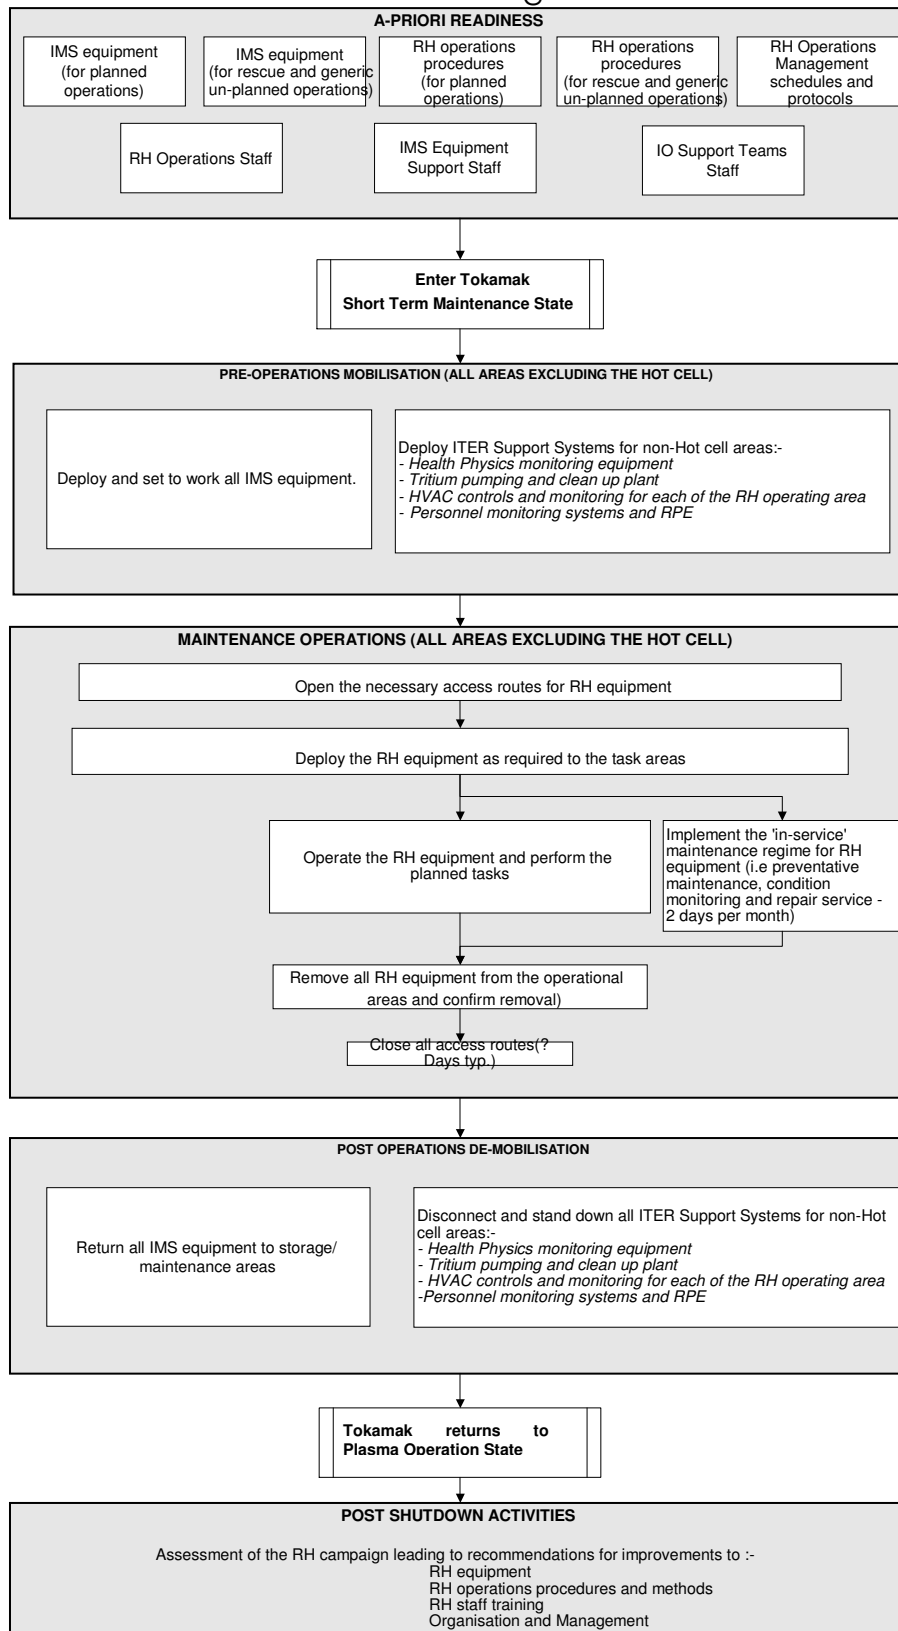 A-PRIORI READINESS
IMS equipment
(for planned
operations)
IMS equipment
(for rescue and generic
un-planned operations)
RH operations
procedures
(for planned
operations)
RH operations
procedures
(for rescue and generic
un-planned operations)
RH Operations
Management
schedules and
protocols
RH Operations Staff
IMS Equipment
Support Staff
IO Support Teams
Staff
Enter Tokamak
Short Term Maintenance State
PRE-OPERATIONS MOBILISATION (ALL AREAS EXCLUDING THE HOT CELL)
Deploy and set to work all IMS equipment.
Deploy ITER Support Systems for non-Hot cell areas:-
- Health Physics monitoring equipment
- Tritium pumping and clean up plant
- HVAC controls and monitoring for each of the RH operating area
- Personnel monitoring systems and RPE
MAINTENANCE OPERATIONS (ALL AREAS EXCLUDING THE HOT CELL)
Open the necessary access routes for RH equipment
Deploy the RH equipment as required to the task areas
Operate the RH equipment and perform the
planned tasks
Implement the 'in-service'
maintenance regime for RH
equipment (i.e preventative
maintenance, condition
monitoring and repair service -
2 days per month)
Remove all RH equipment from the operational
areas and confirm removal)
Close all access routes(?
Days typ.)
POST OPERATIONS DE-MOBILISATION
Return all IMS equipment to storage/
maintenance areas
Disconnect and stand down all ITER Support Systems for non-Hot
cell areas:-
- Health Physics monitoring equipment
- Tritium pumping and clean up plant
- HVAC controls and monitoring for each of the RH operating area
-Personnel monitoring systems and RPE
Tokamak returns to
Plasma Operation State
POST SHUTDOWN ACTIVITIES
Assessment of the RH campaign leading to recommendations for improvements to :-
RH equipment
RH operations procedures and methods
RH staff training
Organisation and Management